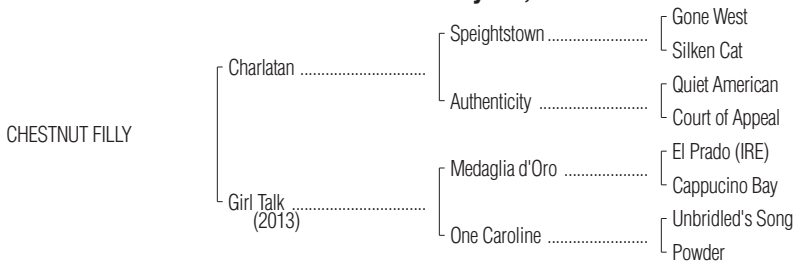 Gone West
Speightstown ........................
Silken Cat
Charlatan ..............................
Quiet American
Authenticity ..........................
Court of Appeal
CHESTNUT FILLY
El Prado (IRE)
Medaglia d'Oro ....................
Cappucino Bay
Girl Talk ................................
(2013)
Unbridled's Song
One Caroline ........................
Powder